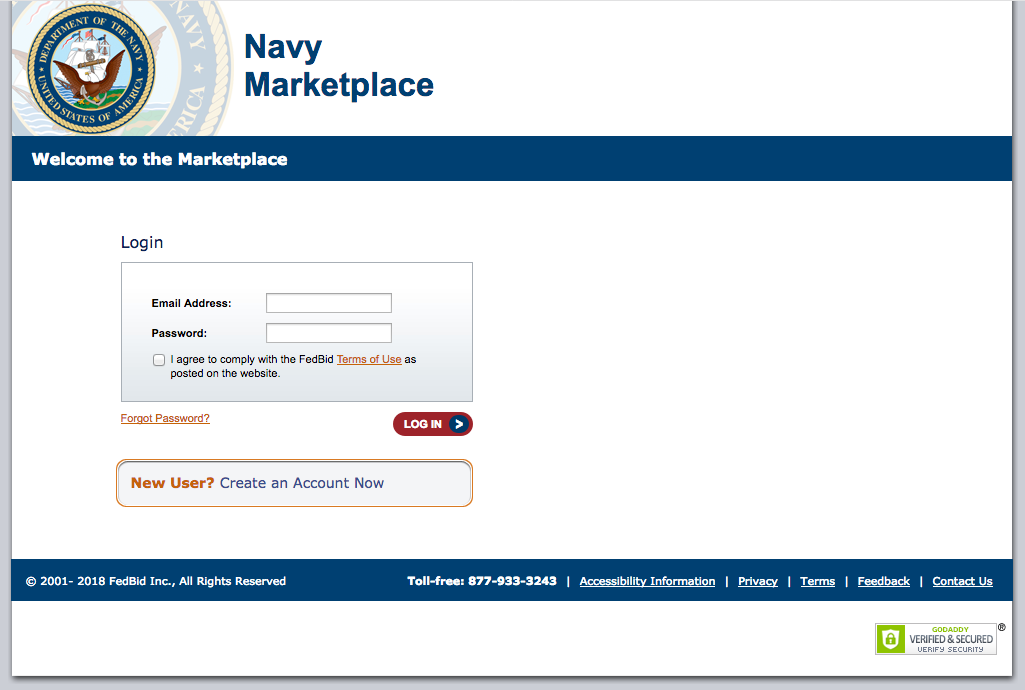 DEPARTMENT OF THE NAVY
UNITED STATES OF AMERICA
Navy
Marketplace
Welcome to the Marketplace
Login
Email Address:
Password:
I agree to comply with the FedBid Terms of Use as
posted on the website.
Forgot Password?
LOG IN >
New User? Create an Account Now
© 2001- 2018 FedBid Inc., All Rights Reserved
Toll-free: 877-933-3243 | Accessibility Information | Privacy | Terms | Feedback | Contact Us
GODADDY
VERIFIED & SECURED
VERIFY SECURITY
®